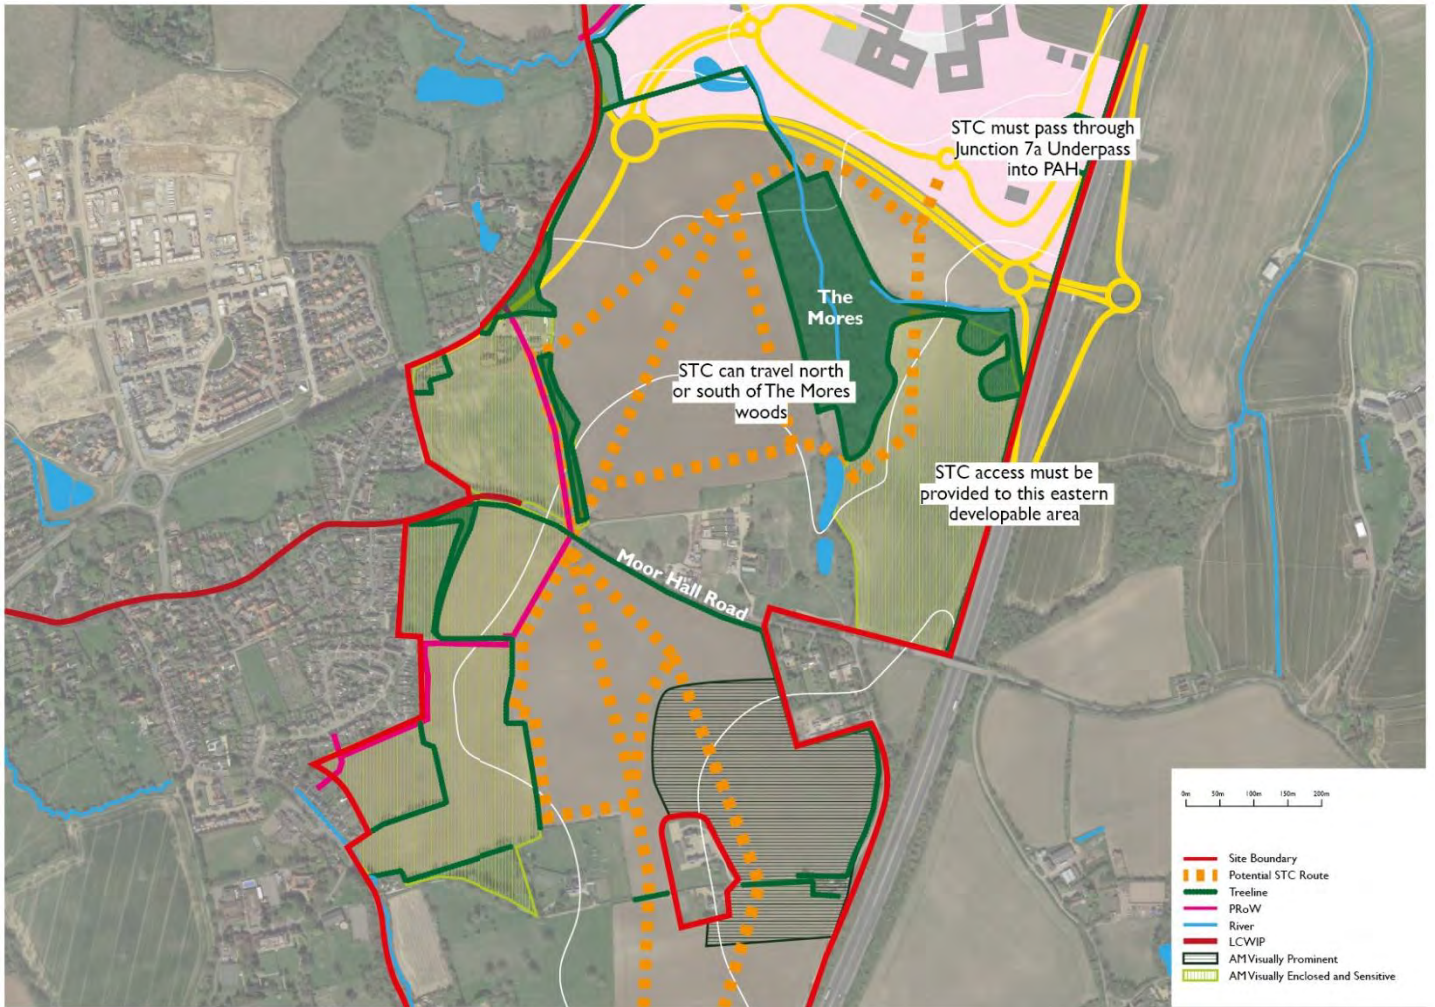 STC must pass through
Junction 7a Underpass
into PAH
The
Mores
STC can travel north
or south of The Mores
woods
STC access must be
provided to this eastern
developable area
Moor Hall Road
0m 50m 100m 150m 200m
Site Boundary
Potential STC Route
Treeline
PRoW
River
LCWIP
AM Visually Prominent
AM Visually Enclosed and Sensitive